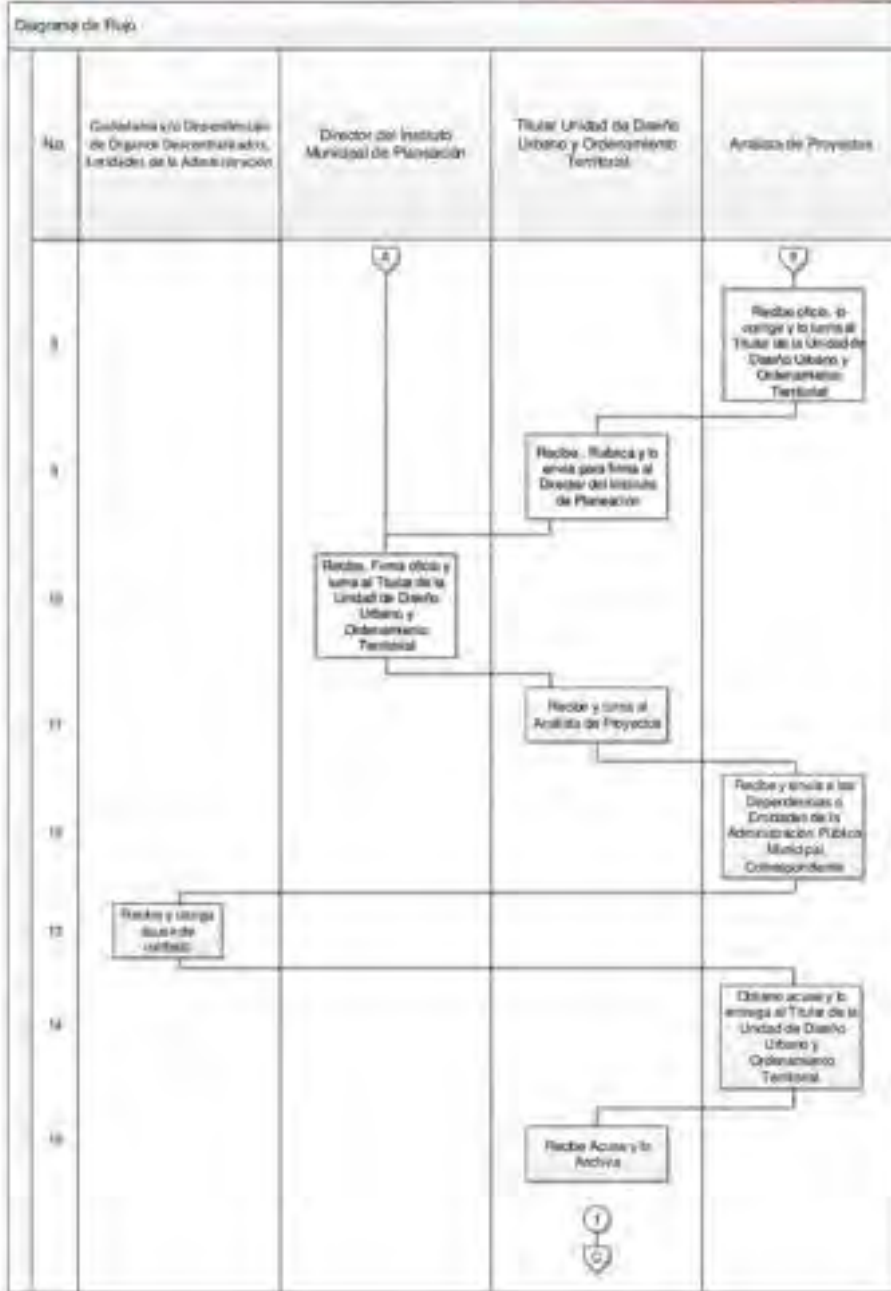 Diagrama de Flujo
No.
de Órganos Descentralizados,
Entidades de la Administración
Director del Instituto
Municipal de Planeación
Titular Unidad de Diseño
Urbano y Ordenamiento
Territorial
Analista de Proyectos
A
Recibe oficio, lo
corrige y lo turna al
Titular de la Unidad de
Diseño Urbano y
Ordenamiento
Territorial
Recibe, Rubrica y lo
envía para firma al
Director del Instituto
de Planeación
10
Recibe, Firma oficio y
turna al Titular de la
Unidad de Diseño
Urbano y
Ordenamiento
Territorial
11
Recibe y turna al
Analista de Proyectos
12
Recibe y envía a las
Dependencias o
Entidades de la
Administración Pública
Municipal
Correspondiente
13
Recibe y otorga
acuse de
recibido
14
Obtiene acuse y lo
entrega al Titular de la
Unidad de Diseño
Urbano y
Ordenamiento
Territorial
Recibe Acuse y lo
Archiva
1
C